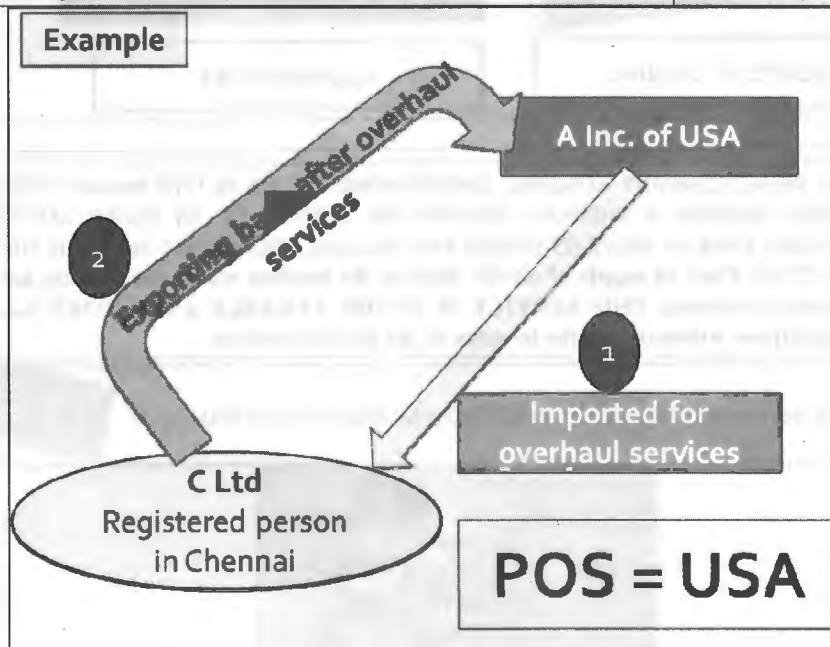 Example
A Inc. of USA
Exporting after overhaul
services
2
1
Imported for
overhaul services
C Ltd
Registered person
in Chennai
POS = USA